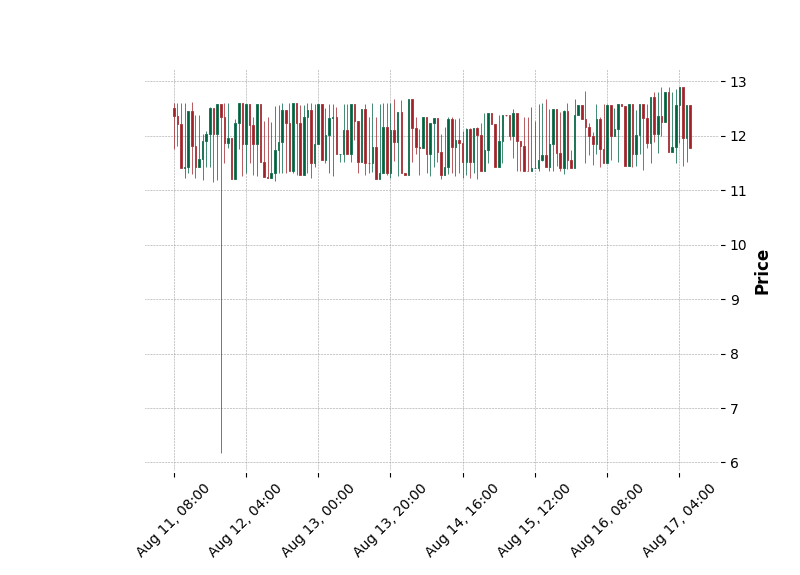 13
12
11
10
9
8
7
6
Price
Aug 11, 08:00
Aug 12, 04:00
Aug 13, 00:00
Aug 13, 20:00
Aug 14, 16:00
Aug 15, 12:00
Aug 16, 08:00
Aug 17, 04:00